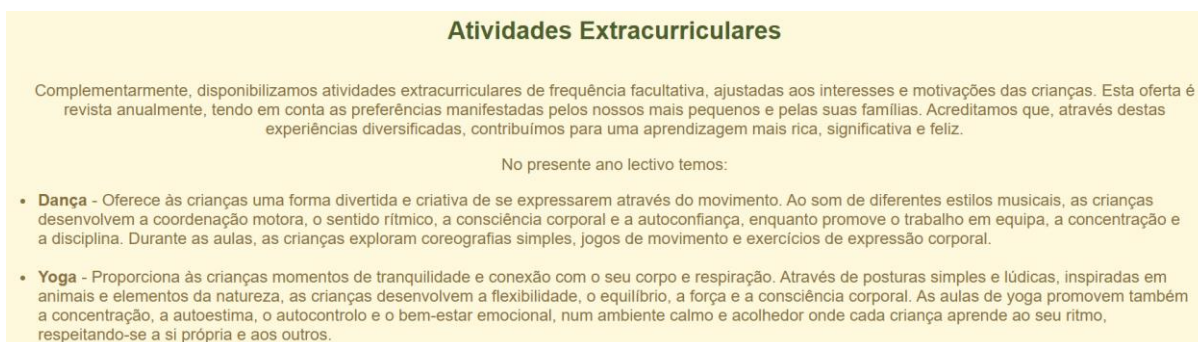 Atividades Extracurriculares
Complementarmente, disponibilizamos atividades extracurriculares de frequência facultativa, ajustadas aos interesses e motivações das crianças. Esta oferta é
revista anualmente, tendo em conta as preferências manifestadas pelos nossos mais pequenos e pelas suas famílias. Acreditamos que, através destas
experiências diversificadas, contribuímos para uma aprendizagem mais rica, significativa e feliz.
No presente ano lectivo temos:
• Dança - Oferece às crianças uma forma divertida e criativa de se expressarem através do movimento. Ao som de diferentes estilos musicais, as crianças
desenvolvem a coordenação motora, o sentido rítmico, a consciência corporal e a autoconfiança, enquanto promove o trabalho em equipa, a concentração e
a disciplina. Durante as aulas, as crianças exploram coreografias simples, jogos de movimento e exercícios de expressão corporal.
• Yoga - Proporciona às crianças momentos de tranquilidade e conexão com o seu corpo e respiração. Através de posturas simples e lúdicas, inspiradas em
animais e elementos da natureza, as crianças desenvolvem a flexibilidade, o equilíbrio, a força e a consciência corporal. As aulas de yoga promovem também
a concentração, a autoestima, o autocontrolo e o bem-estar emocional, num ambiente calmo e acolhedor onde cada criança aprende ao seu ritmo,
respeitando-se a si própria e aos outros.